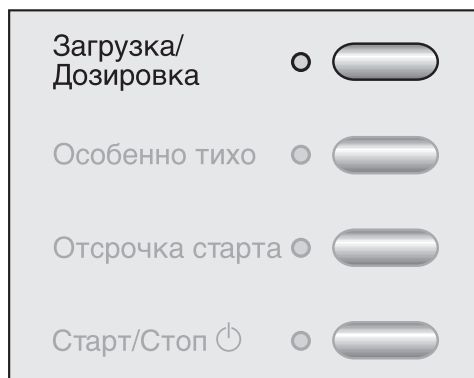 Загрузка/
Дозировка
Особенно тихо
Отсрочка старта
Старт/Стоп